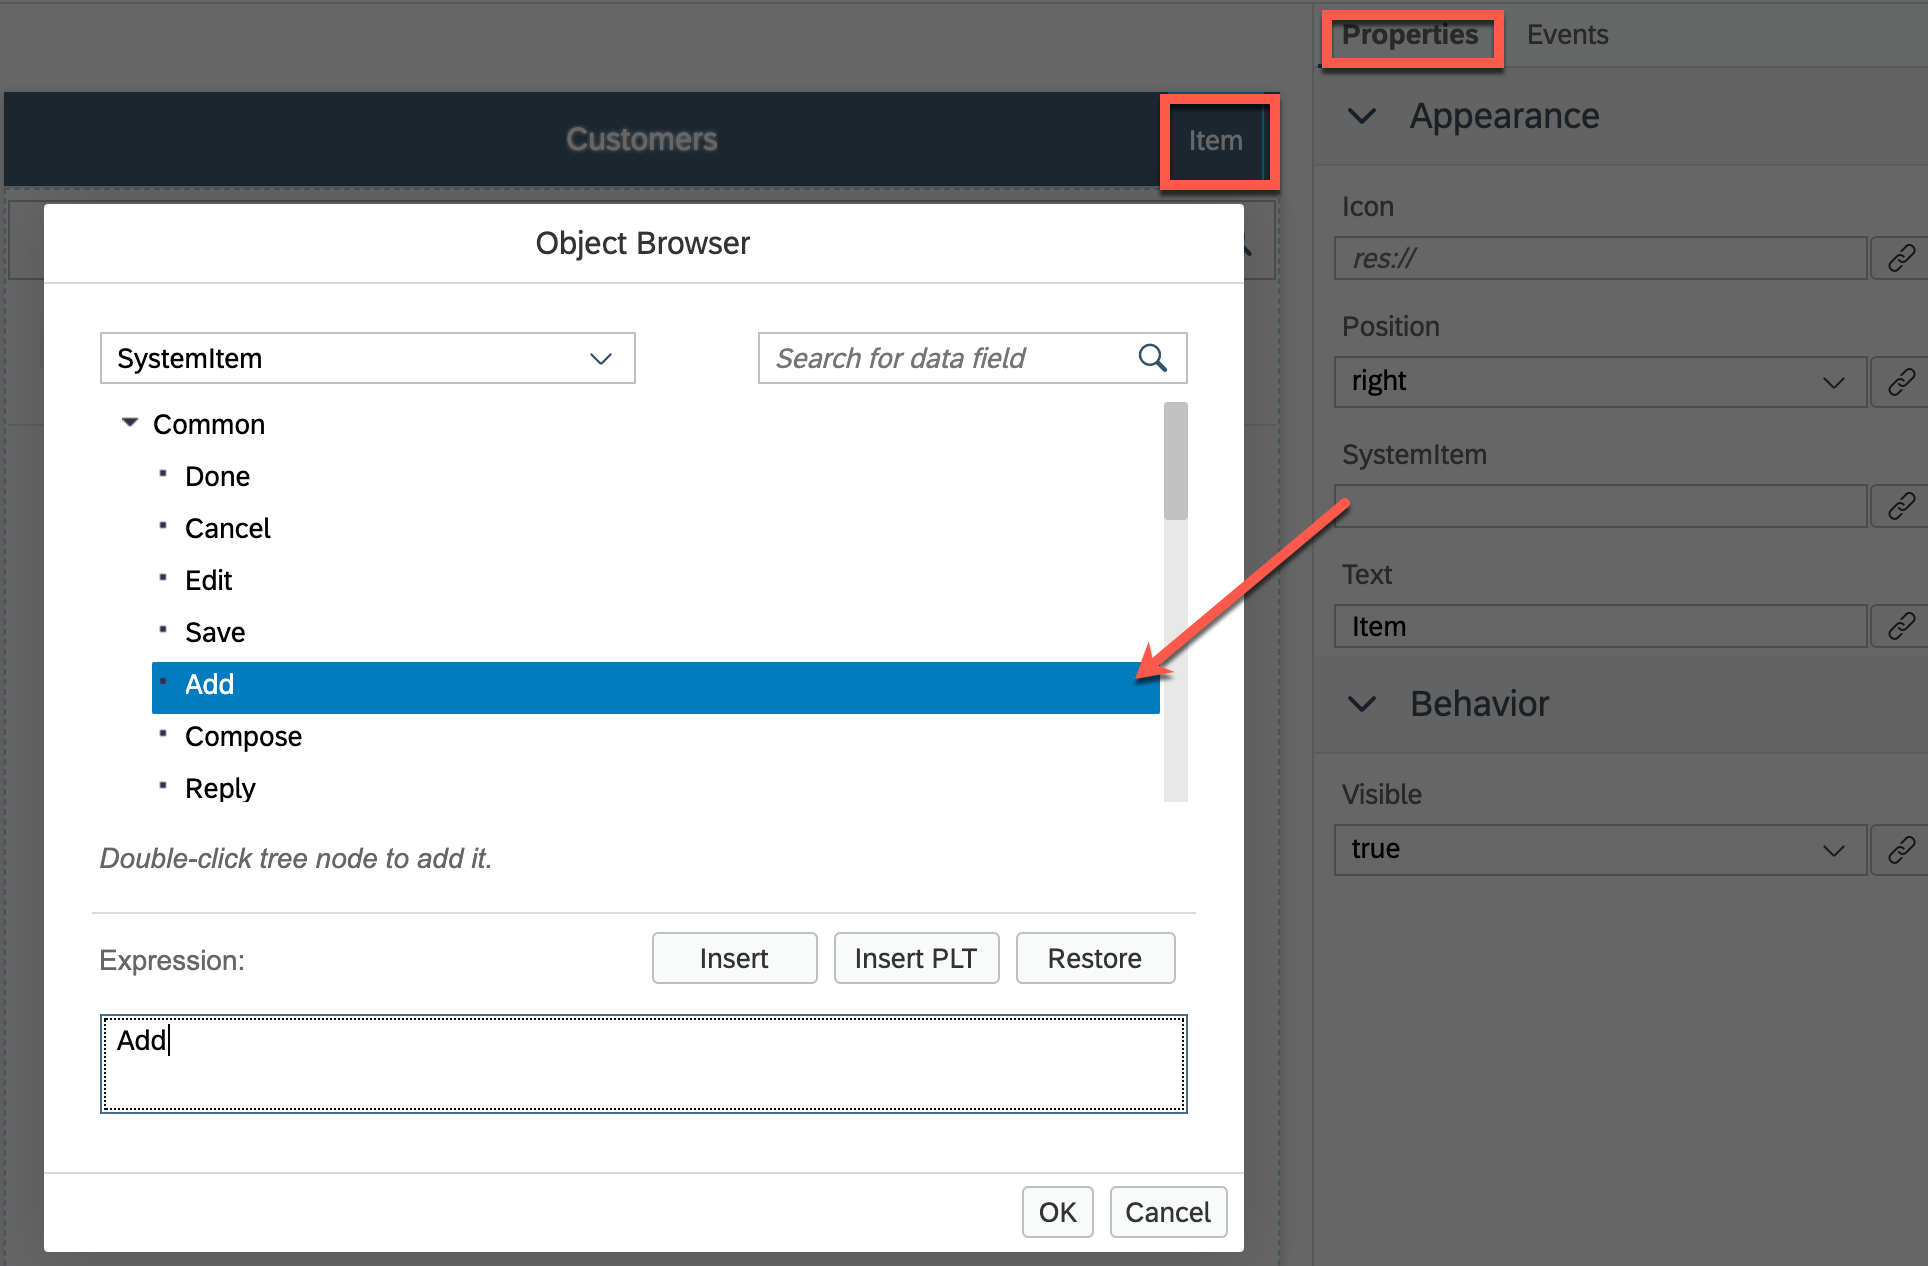 Properties Events
Customers
Item
Appearance
Icon
res://
Position
right
SystemItem
Text
Item
Behavior
Visible
true
Object Browser
SystemItem
Search for data field
Common
Done
Cancel
Edit
Save
Add
Compose
Reply
Double-click tree node to add it.
Expression:
Insert
Insert PLT
Restore
Add
OK
Cancel